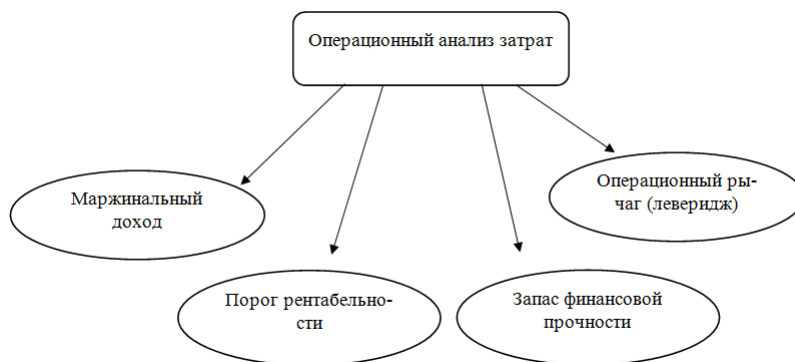 Операционный анализ затрат
Маржинальный
доход
Операционный ры-
чаг (леверидж)
Порог рентабельно-
сти
Запас финансовой
прочности